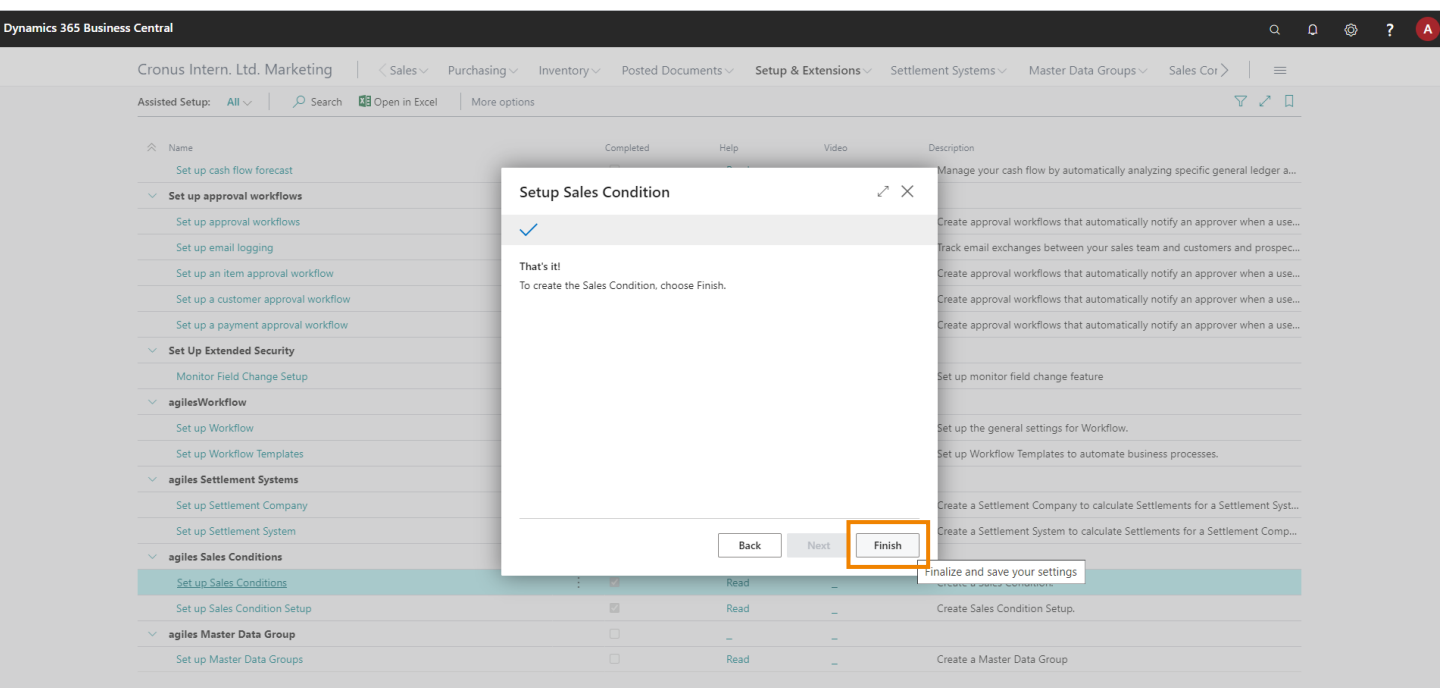 Dynamics 365 Business Central
A
Cronus Intern. Ltd. Marketing Sales Purchasing Inventory Posted Documents Setup & Extensions Settlement Systems Master Data Groups Sales Cor
Assisted Setup: All Search Open in Excel More options
Name Completed Help Video Description
Set up cash flow forecast Manage your cash flow by automatically analyzing specific general ledger a...
Set up approval workflows
Set up approval workflows Create approval workflows that automatically notify an approver when a use...
Set up email logging Track email exchanges between your sales team and customers and prospec...
Set up an item approval workflow Create approval workflows that automatically notify an approver when a use...
Set up a customer approval workflow Create approval workflows that automatically notify an approver when a use...
Set up a payment approval workflow Create approval workflows that automatically notify an approver when a use...
Set Up Extended Security
Monitor Field Change Setup Set up monitor field change feature
agilesWorkflow
Set up Workflow Set up the general settings for Workflow.
Set up Workflow Templates Set up Workflow Templates to automate business processes.
agiles Settlement Systems
Set up Settlement Company Create a Settlement Company to calculate Settlements for a Settlement Syst...
Set up Settlement System Create a Settlement System to calculate Settlements for a Settlement Comp...
agiles Sales Conditions
Set up Sales Conditions Read _ Create a Sales Condition.
Set up Sales Condition Setup Read _ Create Sales Condition Setup.
agiles Master Data Group _ _
Set up Master Data Groups Read _ Create a Master Data Group
Setup Sales Condition
That's it!
To create the Sales Condition, choose Finish.
Back Next Finish
Finalize and save your settings